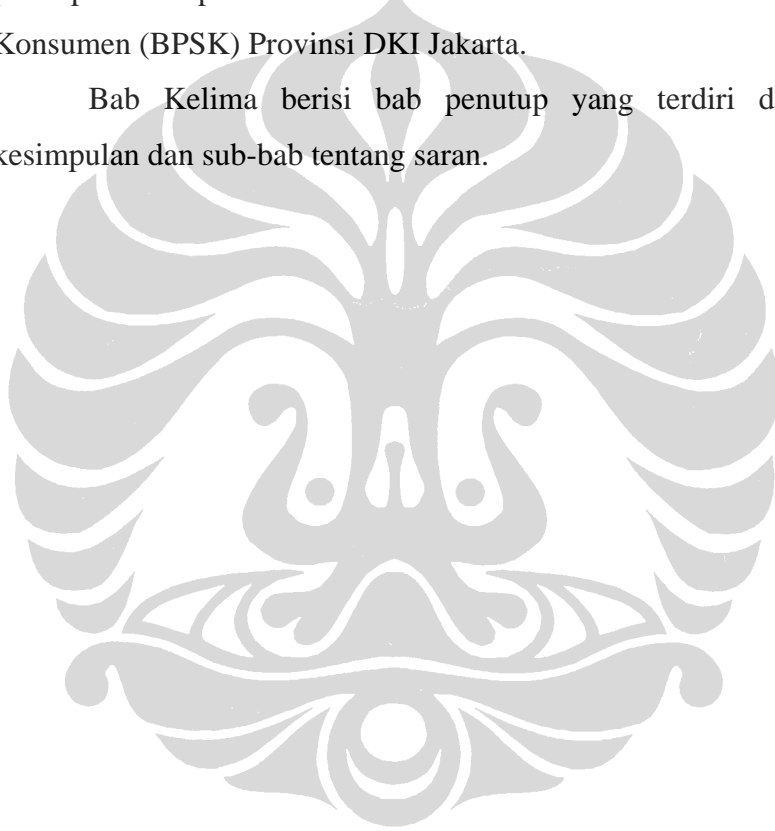 Konsumen (BPSK) Provinsi DKI Jakarta.
Bab Kelima berisi bab penutup yang terdiri d
kesimpulan dan sub-bab tentang saran.